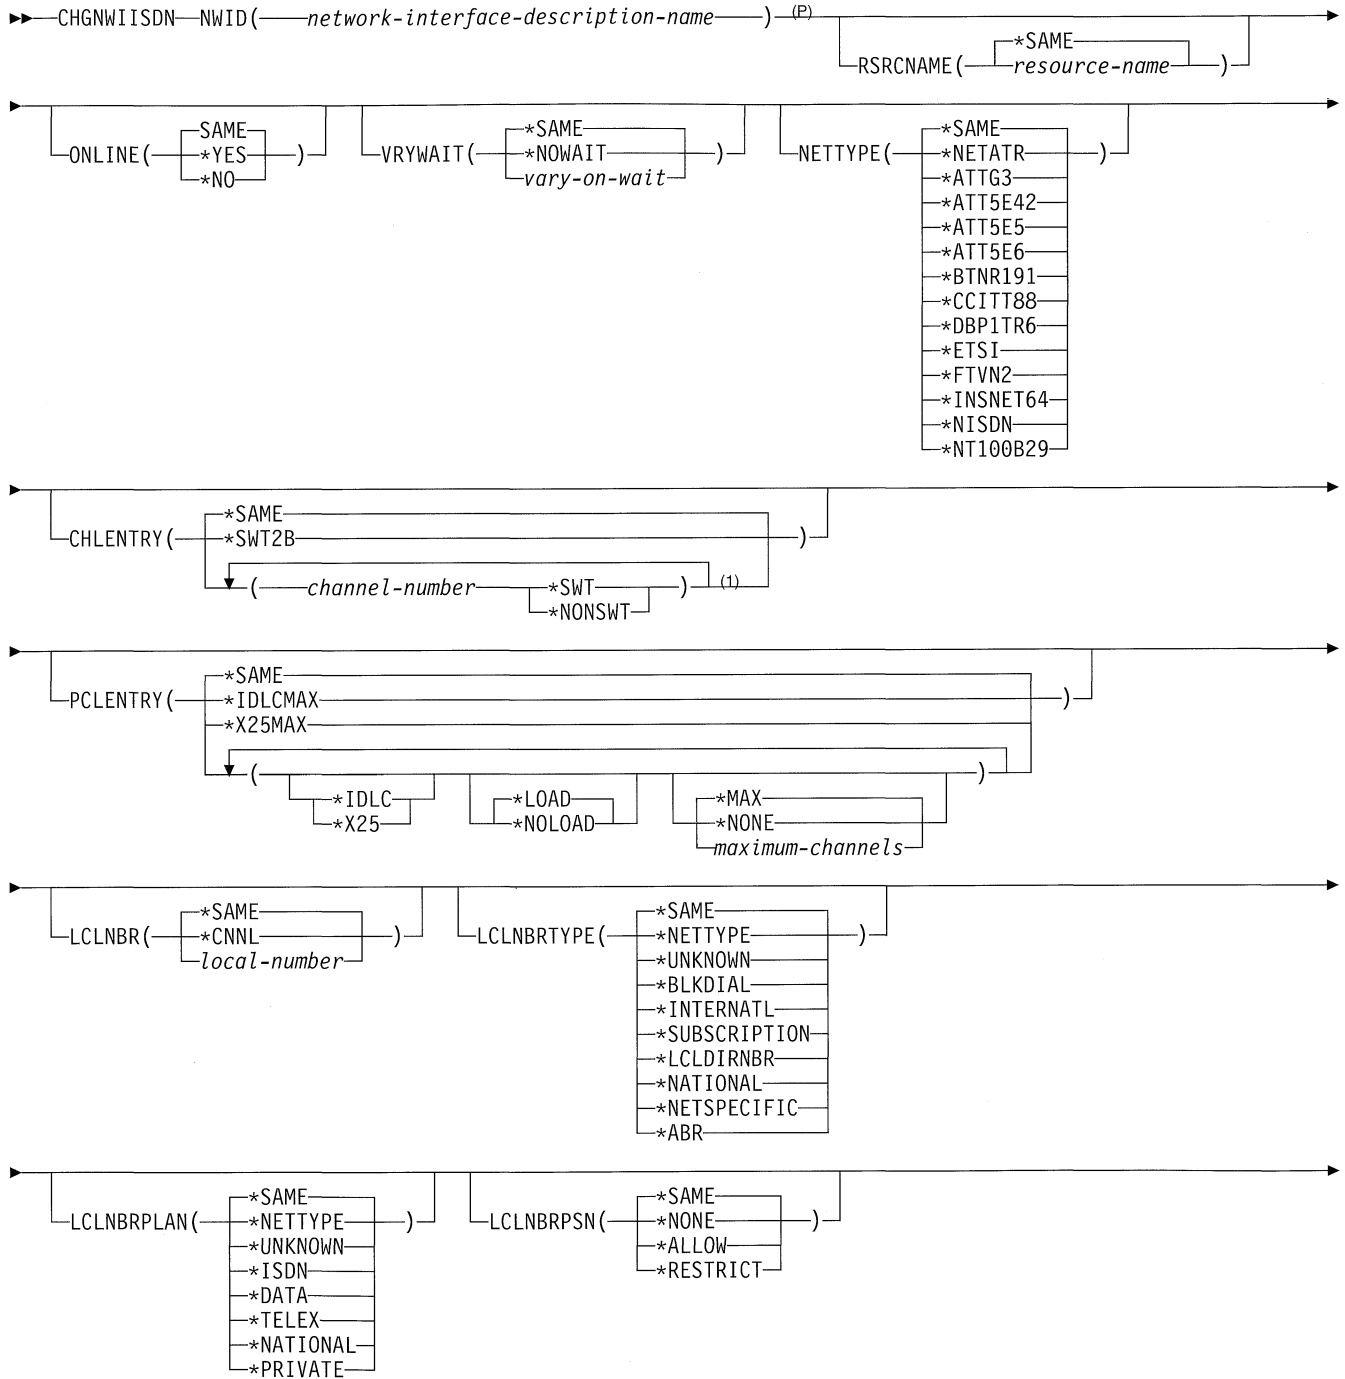 CHGNWIISDN NWID( network-interface-description-name ) (P)
*SAME
RSRCNAME( resource-name )
SAME
ONLINE( *YES )
*NO
*SAME
VRYWAIT( *NOWAIT )
vary-on-wait
*SAME
NETTYPE( *NETATR )
*ATTG3
*ATT5E42
*ATT5E5
*ATT5E6
*BTNR191
*CCITT88
*DBP1TR6
*ETSI
*FTVN2
*INSNET64
*NISDN
*NT100B29
*SAME
CHLENTRY( *SWT2B )
( channel-number *SWT ) (1)
*NONSWT
*SAME
PCLENTRY( *IDLCMAX )
*X25MAX
( )
*IDLC
*X25
*LOAD
*NOLOAD
*MAX
*NONE
maximum-channels
*SAME
LCLNBR( *CNNL )
local-number
*SAME
LCLNBRTYPE( *NETTYPE )
*UNKNOWN
*BLKDIAL
*INTERNATL
*SUBSCRIPTION
*LCLDIRNBR
*NATIONAL
*NETSPECIFIC
*ABR
*SAME
LCLNBRPLAN( *NETTYPE )
*UNKNOWN
*ISDN
*DATA
*TELEX
*NATIONAL
*PRIVATE
*SAME
LCLNBRPSN( *NONE )
*ALLOW
*RESTRICT